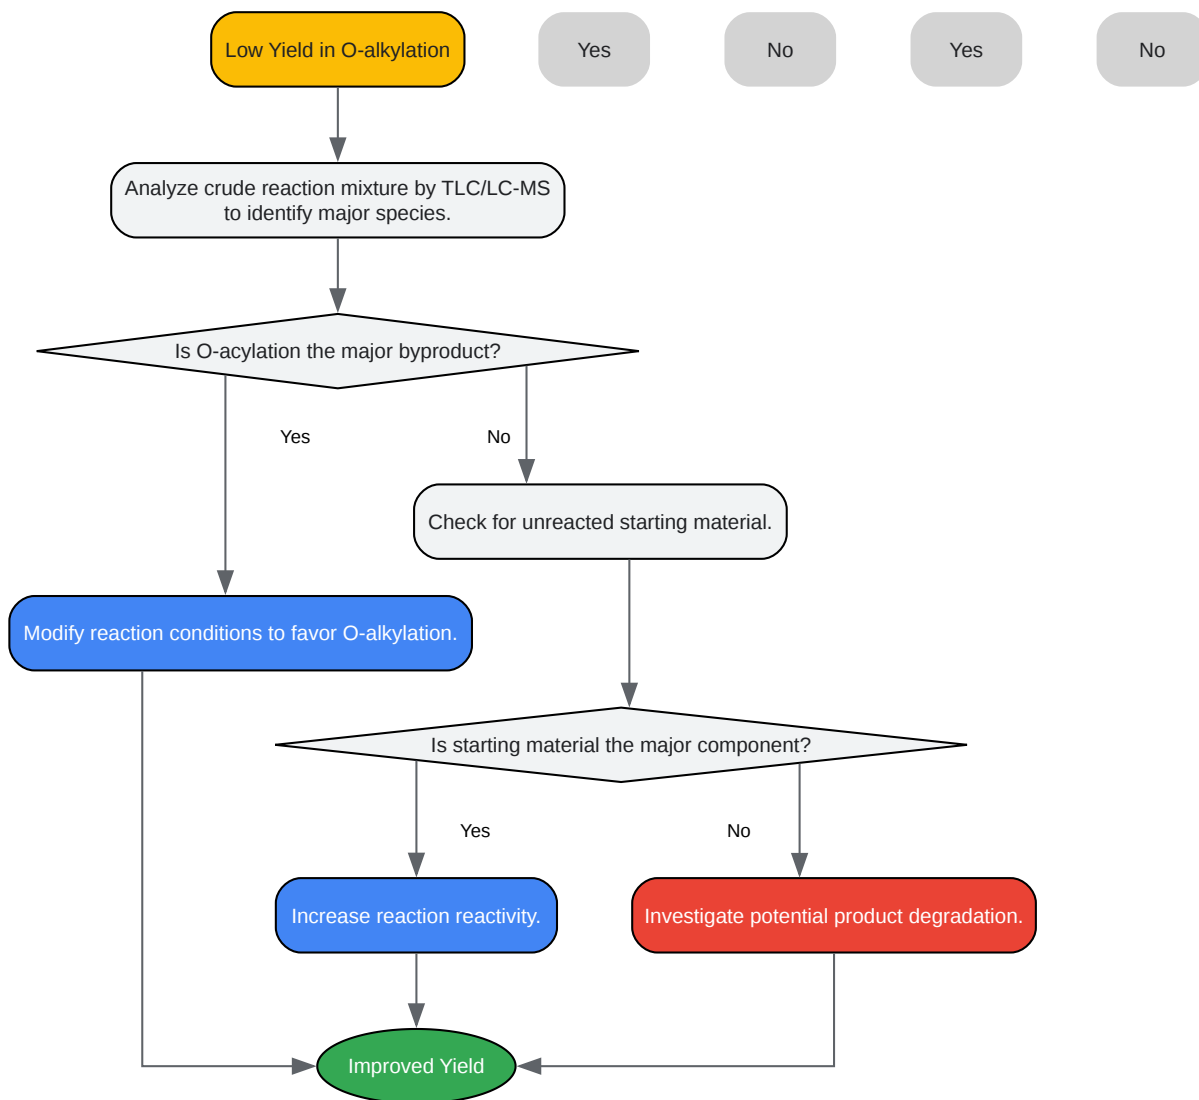 Low Yield in O-alkylation
Yes
No
Yes
No
Analyze crude reaction mixture by TLC/LC-MS
to identify major species.
Is O-acylation the major byproduct?
Yes
No
Check for unreacted starting material.
Modify reaction conditions to favor O-alkylation.
Is starting material the major component?
Yes
No
Increase reaction reactivity.
Investigate potential product degradation.
Improved Yield